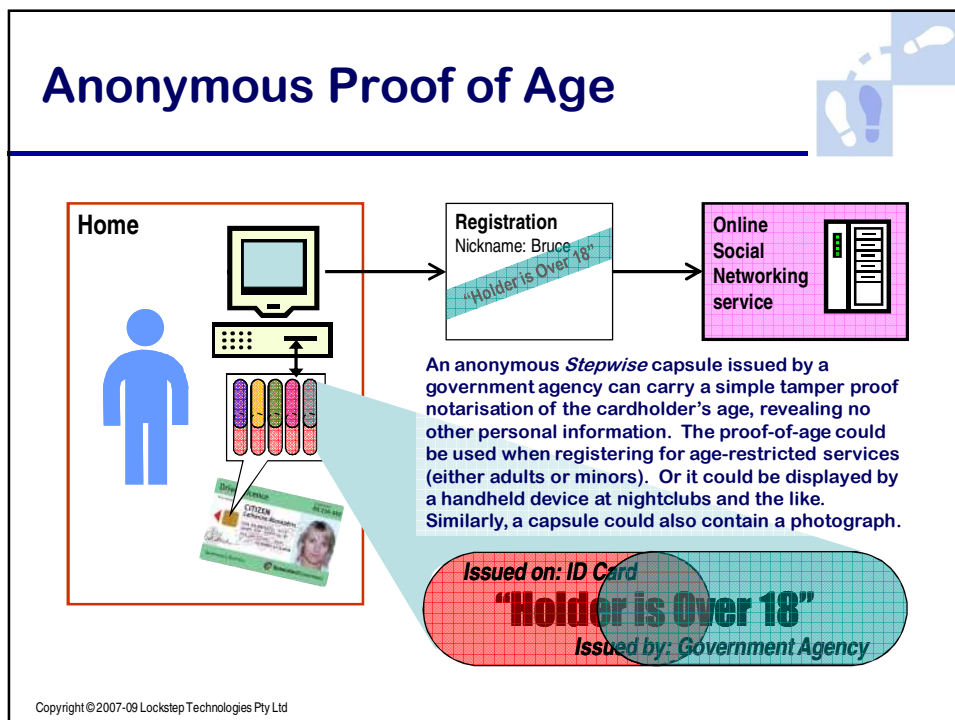 Anonymous Proof of Age
Home
Registration
Nickname: Bruce
“Holder is Over 18”
Online
Social
Networking
service
An anonymous Stepwise capsule issued by a
government agency can carry a simple tamper proof
notarisation of the cardholder’s age, revealing no
other personal information.  The proof-of-age could
be used when registering for age-restricted services
(either adults or minors).  Or it could be displayed by
a handheld device at nightclubs and the like.
Similarly, a capsule could also contain a photograph.
CITIZEN
Issued on: ID Card
“Holder is Over 18”
Issued by: Government Agency
Copyright © 2007-09 Lockstep Technologies Pty Ltd